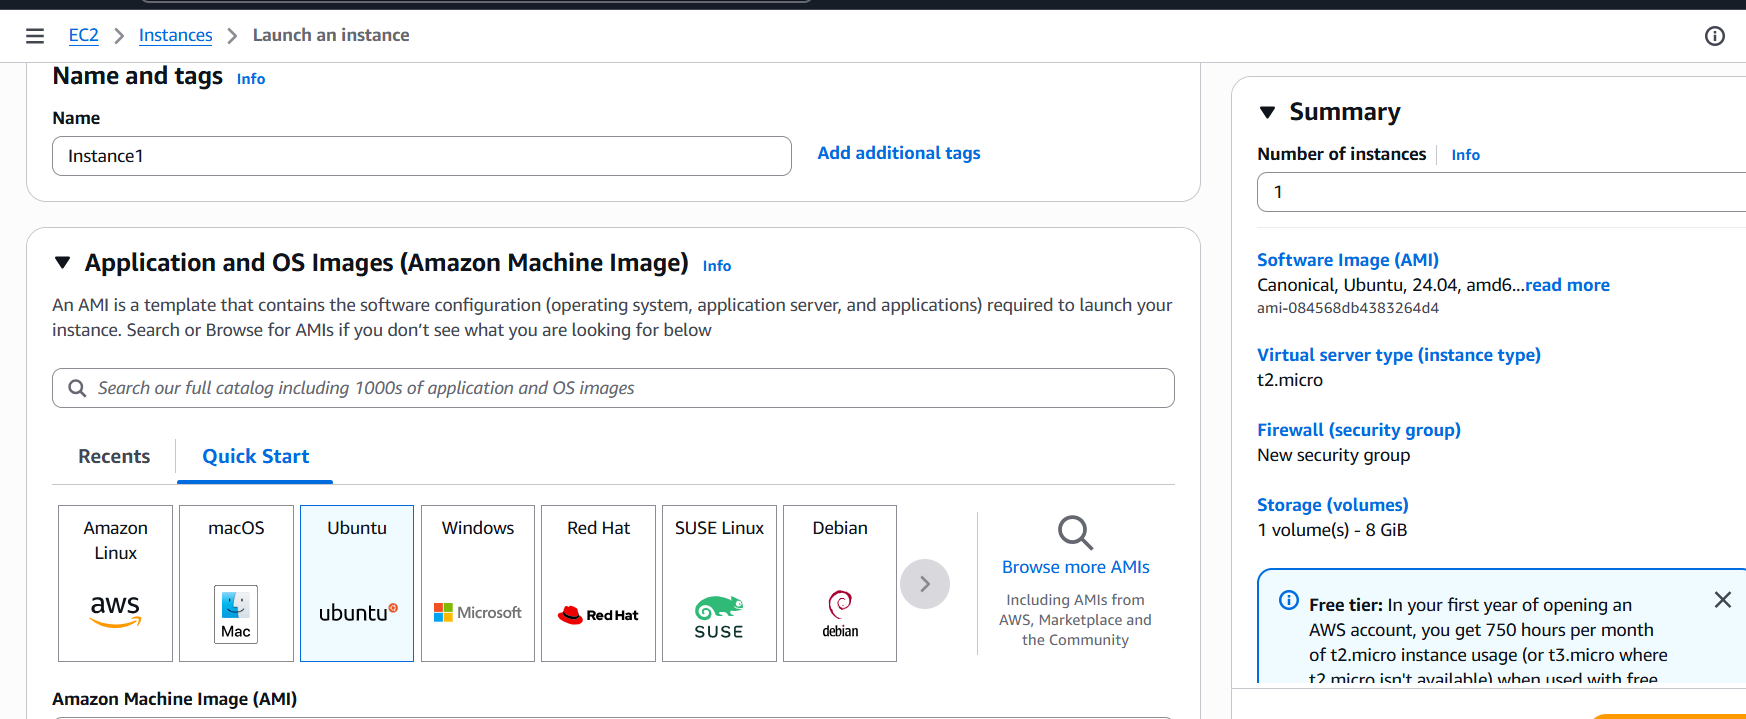 EC2 > Instances > Launch an instance
Name and tags Info
Name
Instance1
Add additional tags
Application and OS Images (Amazon Machine Image) Info
An AMI is a template that contains the software configuration (operating system, application server, and applications) required to launch your
instance. Search or Browse for AMIs if you don’t see what you are looking for below
Search our full catalog including 1000s of application and OS images
Recents
Quick Start
Amazon
Linux
aws
macOS
Mac
Ubuntu
ubuntu
Windows
Microsoft
Red Hat
Red Hat
SUSE Linux
SUSE
Debian
debian
Browse more AMIs
Including AMIs from
AWS, Marketplace and
the Community
Amazon Machine Image (AMI)
Summary
Number of instances Info
1
Software Image (AMI)
Canonical, Ubuntu, 24.04, amd6...read more
ami-084568db4383264d4
Virtual server type (instance type)
t2.micro
Firewall (security group)
New security group
Storage (volumes)
1 volume(s) - 8 GiB
Free tier: In your first year of opening an
AWS account, you get 750 hours per month
of t2.micro instance usage (or t3.micro where
t2.micro isn't available) when used with free